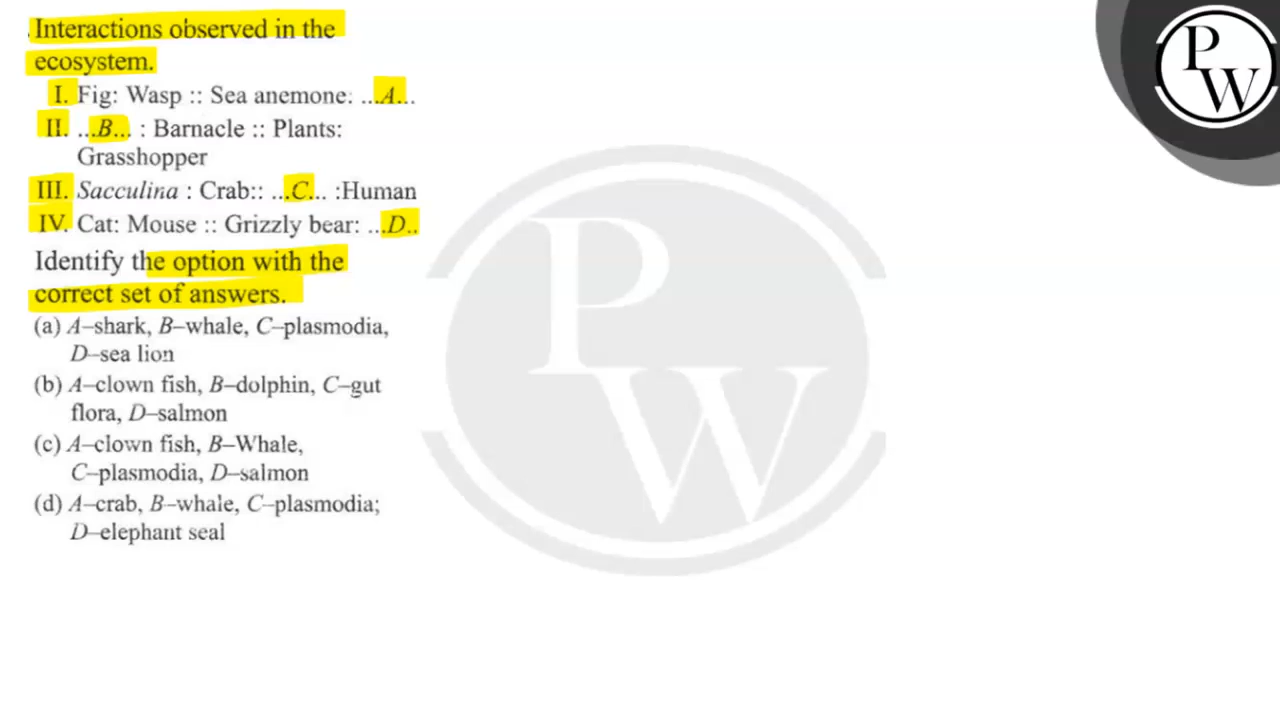 Interactions observed in the
ecosystem.
I. Fig: Wasp :: Sea anemone: ...A...
II. ...B... : Barnacle :: Plants:
Grasshopper
III. Sacculina : Crab:: ...C... :Human
IV. Cat: Mouse :: Grizzly bear: ...D..
Identify the option with the
correct set of answers.
(a) A–shark, B–whale, C–plasmodia,
D–sea lion
(b) A–clown fish, B–dolphin, C–gut
flora, D–salmon
(c) A–clown fish, B–Whale,
C–plasmodia, D–salmon
(d) A–crab, B–whale, C–plasmodia;
D–elephant seal
P
W
P
W